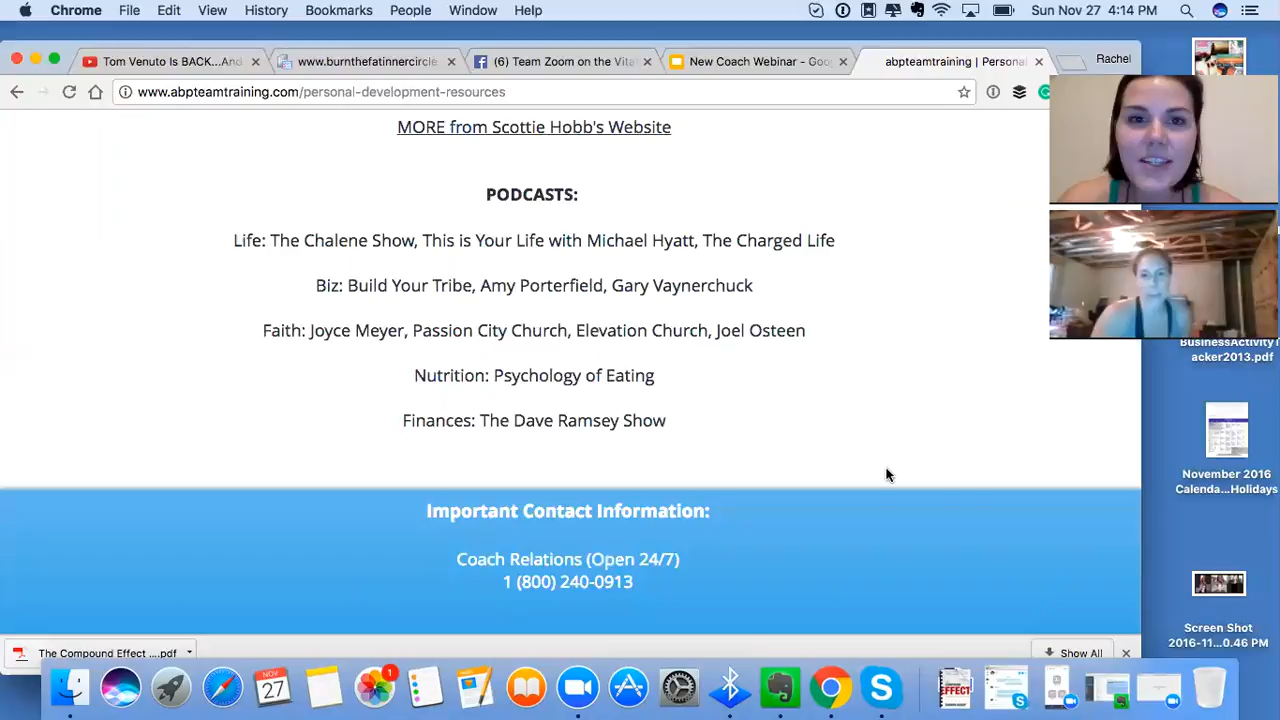 Chrome File Edit View History Bookmarks People Window Help
Sun Nov 27 4:14 PM
Tom Venuto Is BACK...And
www.burnthefatinnercircle
(6) Team Zoom on the Vita
New Coach Webinar - Goo
abpteamtraining | Personal
Rachel
www.abpteamtraining.com/personal-development-resources
MORE from Scottie Hobb's Website
PODCASTS:
Life: The Chalene Show, This is Your Life with Michael Hyatt, The Charged Life
Biz: Build Your Tribe, Amy Porterfield, Gary Vaynerchuck
Faith: Joyce Meyer, Passion City Church, Elevation Church, Joel Osteen
Nutrition: Psychology of Eating
Finances: The Dave Ramsey Show
Important Contact Information:
Coach Relations (Open 24/7)
1 (800) 240-0913
BusinessActivityT
acker2013.pdf
November 2016
Calenda...Holidays
Screen Shot
2016-11...0.46 PM
The Compound Effect ....pdf
Show All
NOV
27
1
EFFECT